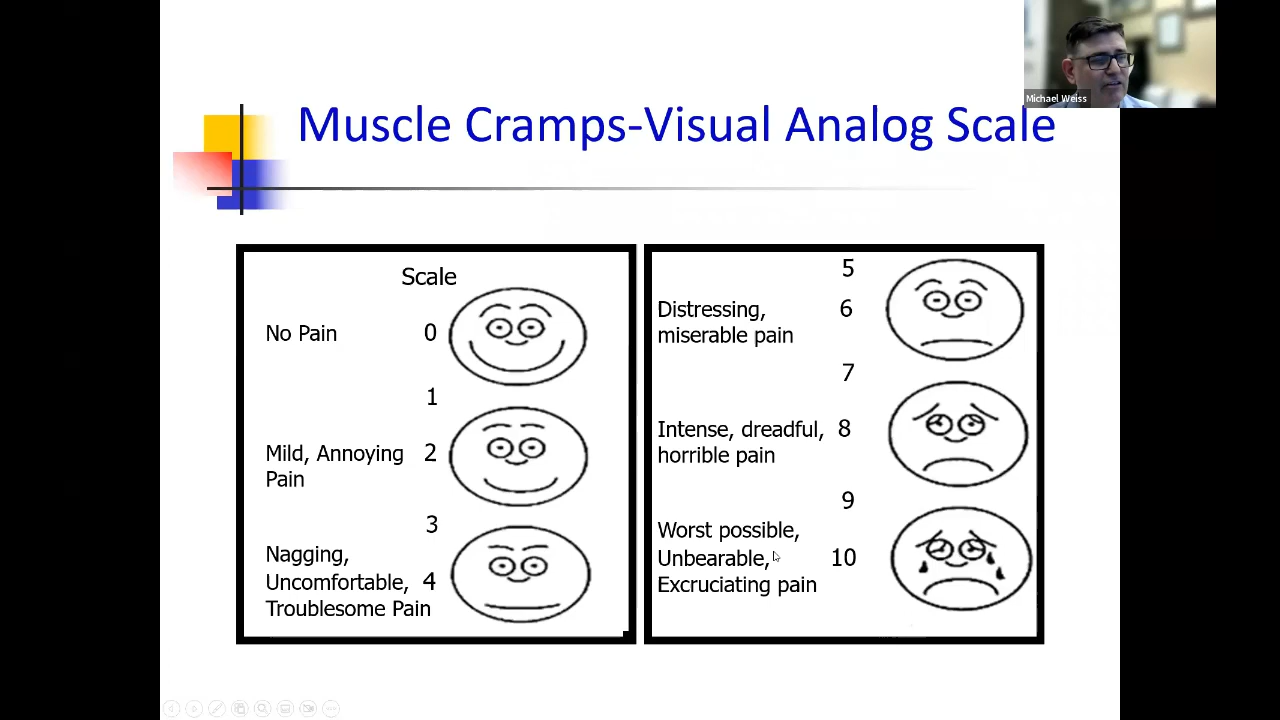 Michael Weiss
Muscle Cramps-Visual Analog Scale
Scale
No Pain 0
1
Mild, Annoying 2
Pain
3
Nagging,
Uncomfortable, 4
Troublesome Pain
5
Distressing, 6
miserable pain
7
Intense, dreadful, 8
horrible pain
9
Worst possible,
Unbearable, 10
Excruciating pain